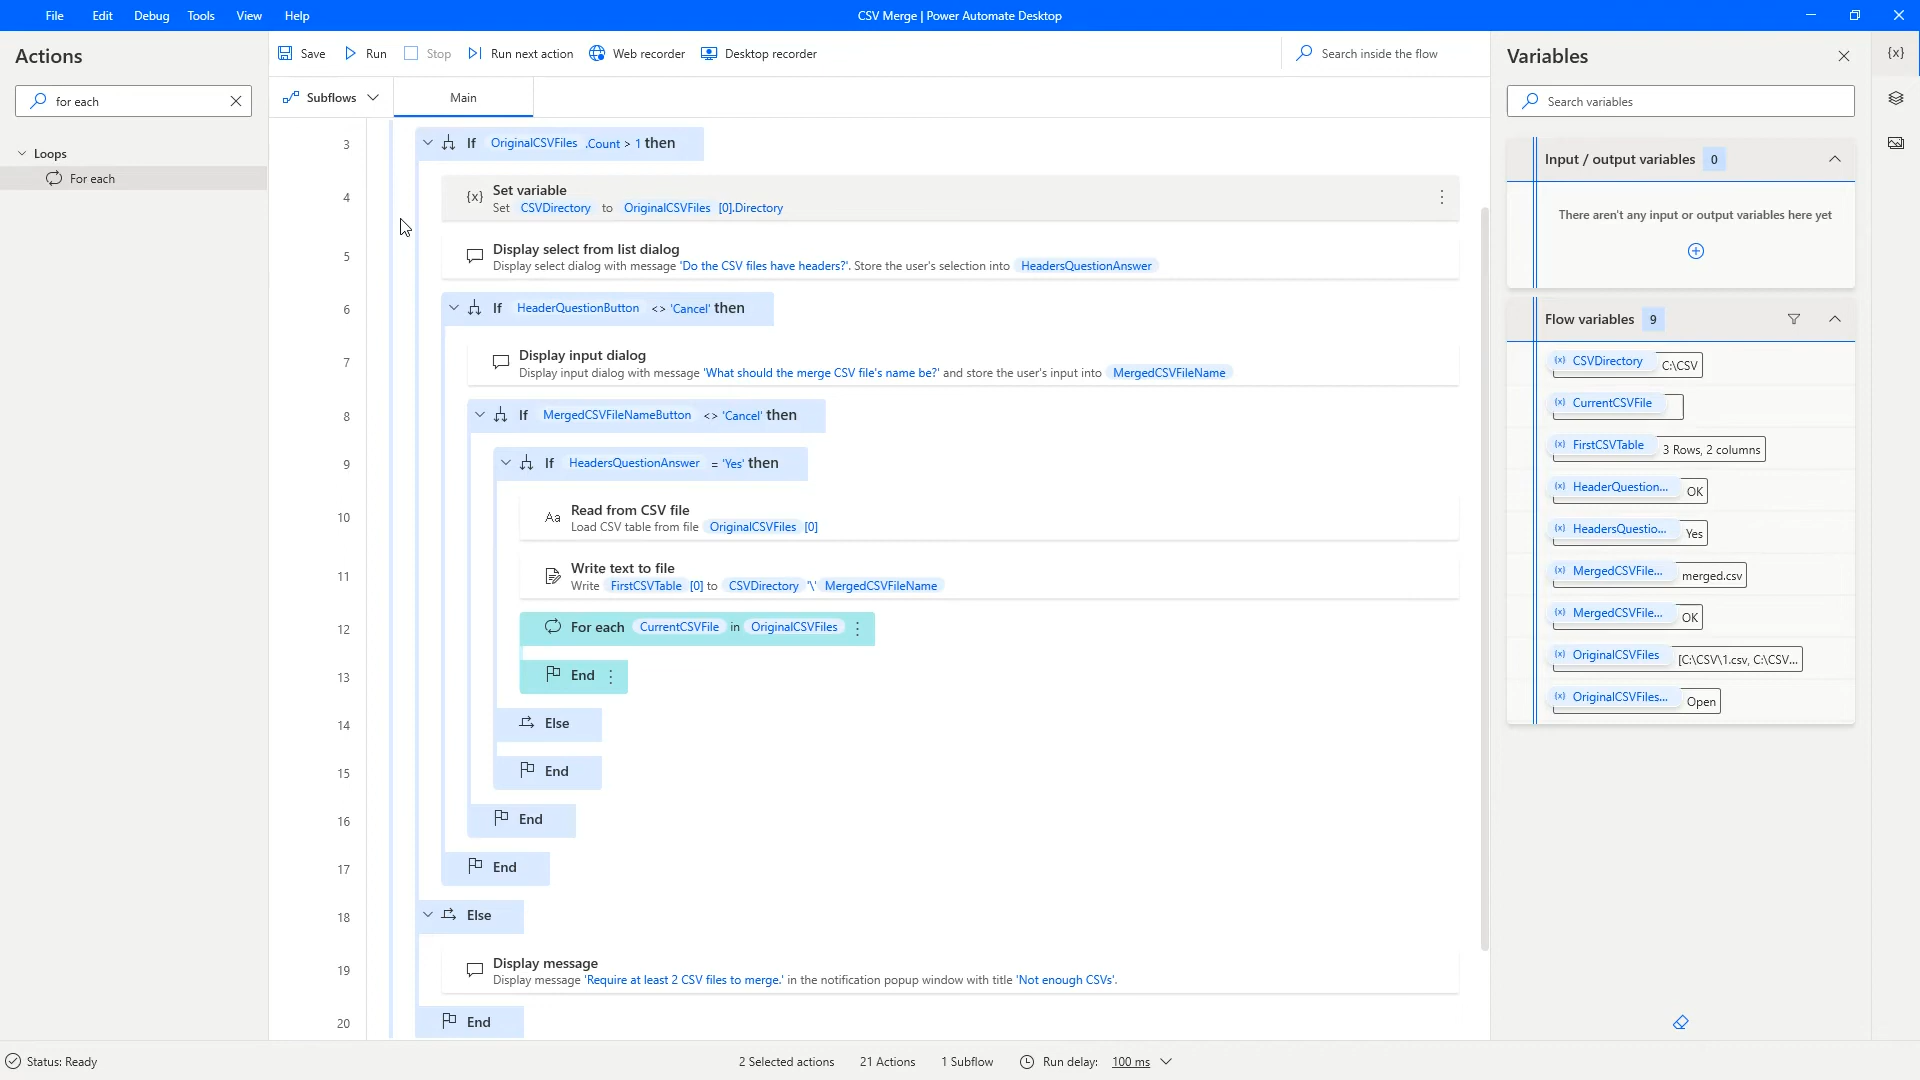 File Edit Debug Tools View Help
CSV Merge | Power Automate Desktop
Actions
for each
Loops
For each
Save Run Stop Run next action Web recorder Desktop recorder
Search inside the flow
Subflows Main
3 If OriginalCSVFiles .Count > 1 then
4 Set variable
Set CSVDirectory to OriginalCSVFiles [0].Directory
5 Display select from list dialog
Display select dialog with message 'Do the CSV files have headers?'. Store the user's selection into HeadersQuestionAnswer
6 If HeaderQuestionButton <> 'Cancel' then
7 Display input dialog
Display input dialog with message 'What should the merge CSV file's name be?' and store the user's input into MergedCSVFileName
8 If MergedCSVFileNameButton <> 'Cancel' then
9 If HeadersQuestionAnswer = 'Yes' then
10 Read from CSV file
Load CSV table from file OriginalCSVFiles [0]
11 Write text to file
Write FirstCSVTable [0] to CSVDirectory '\' MergedCSVFileName
12 For each CurrentCSVFile in OriginalCSVFiles
13 End
14 Else
15 End
16 End
17 End
18 Else
19 Display message
Display message 'Require at least 2 CSV files to merge.' in the notification popup window with title 'Not enough CSVs'.
20 End
Variables
{x}
Search variables
Input / output variables 0
There aren't any input or output variables here yet
Flow variables 9
CSVDirectory C:\CSV
CurrentCSVFile
FirstCSVTable 3 Rows, 2 columns
HeaderQuestion... OK
HeadersQuestio... Yes
MergedCSVFile... merged.csv
MergedCSVFile... OK
OriginalCSVFiles [C:\CSV\1.csv, C:\CSV...
OriginalCSVFiles... Open
Status: Ready
2 Selected actions 21 Actions 1 Subflow Run delay: 100 ms